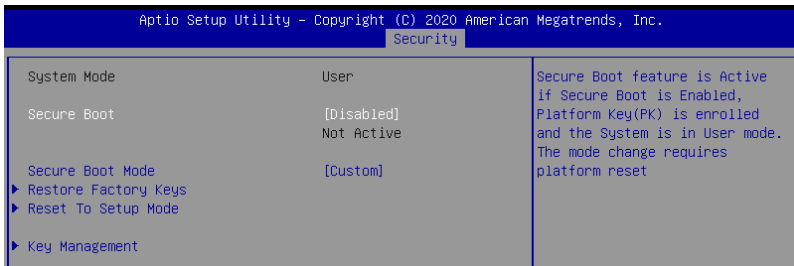 Aptio Setup Utility – Copyright (C) 2020 American Megatrends, Inc.
Security
System Mode User
Secure Boot [Disabled]
Not Active
Secure Boot Mode [Custom]
Restore Factory Keys
Reset To Setup Mode
Key Management
Secure Boot feature is Active
if Secure Boot is Enabled,
Platform Key(PK) is enrolled
and the System is in User mode.
The mode change requires
platform reset